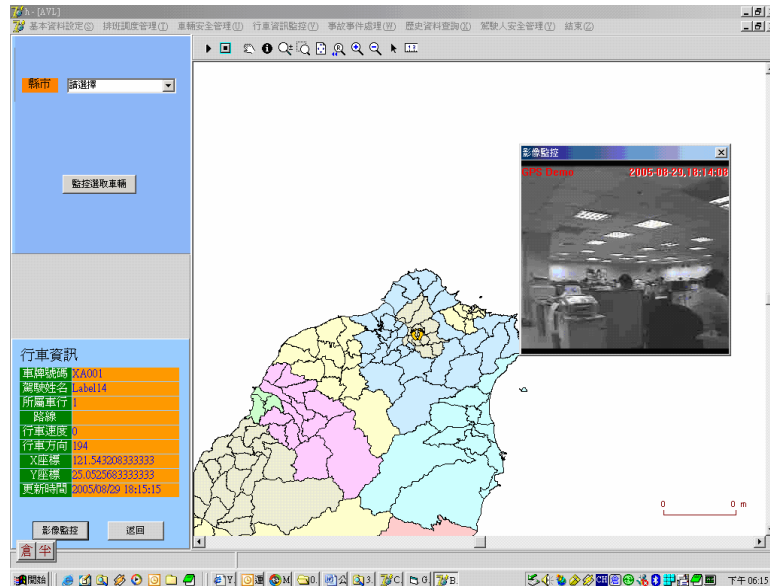 h - [AVL]
基本資料設定(S) 排班調度管理(T) 車輛安全管理(U) 行車資訊監控(V) 事故事件處理(W) 歷史資料查詢(X) 駕駛人安全管理(Y) 結束(Z)
縣市 請選擇
監控選取車輛
影像監控
GPS Demo 2005-08-29,18:14:08
行車資訊
車牌號碼 XA001
駕駛姓名 Label14
所屬車行 1
路線
行車速度 0
行車方向 194
X座標 121.543208333333
Y座標 25.0525683333333
更新時間 2005/08/29 18:15:15
0 0 m
影像監控 返回
倉 半
開始 下午 06:15